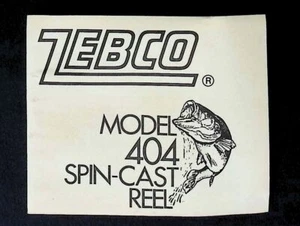 ZEBCO®
MODEL
404
SPIN-CAST
REEL